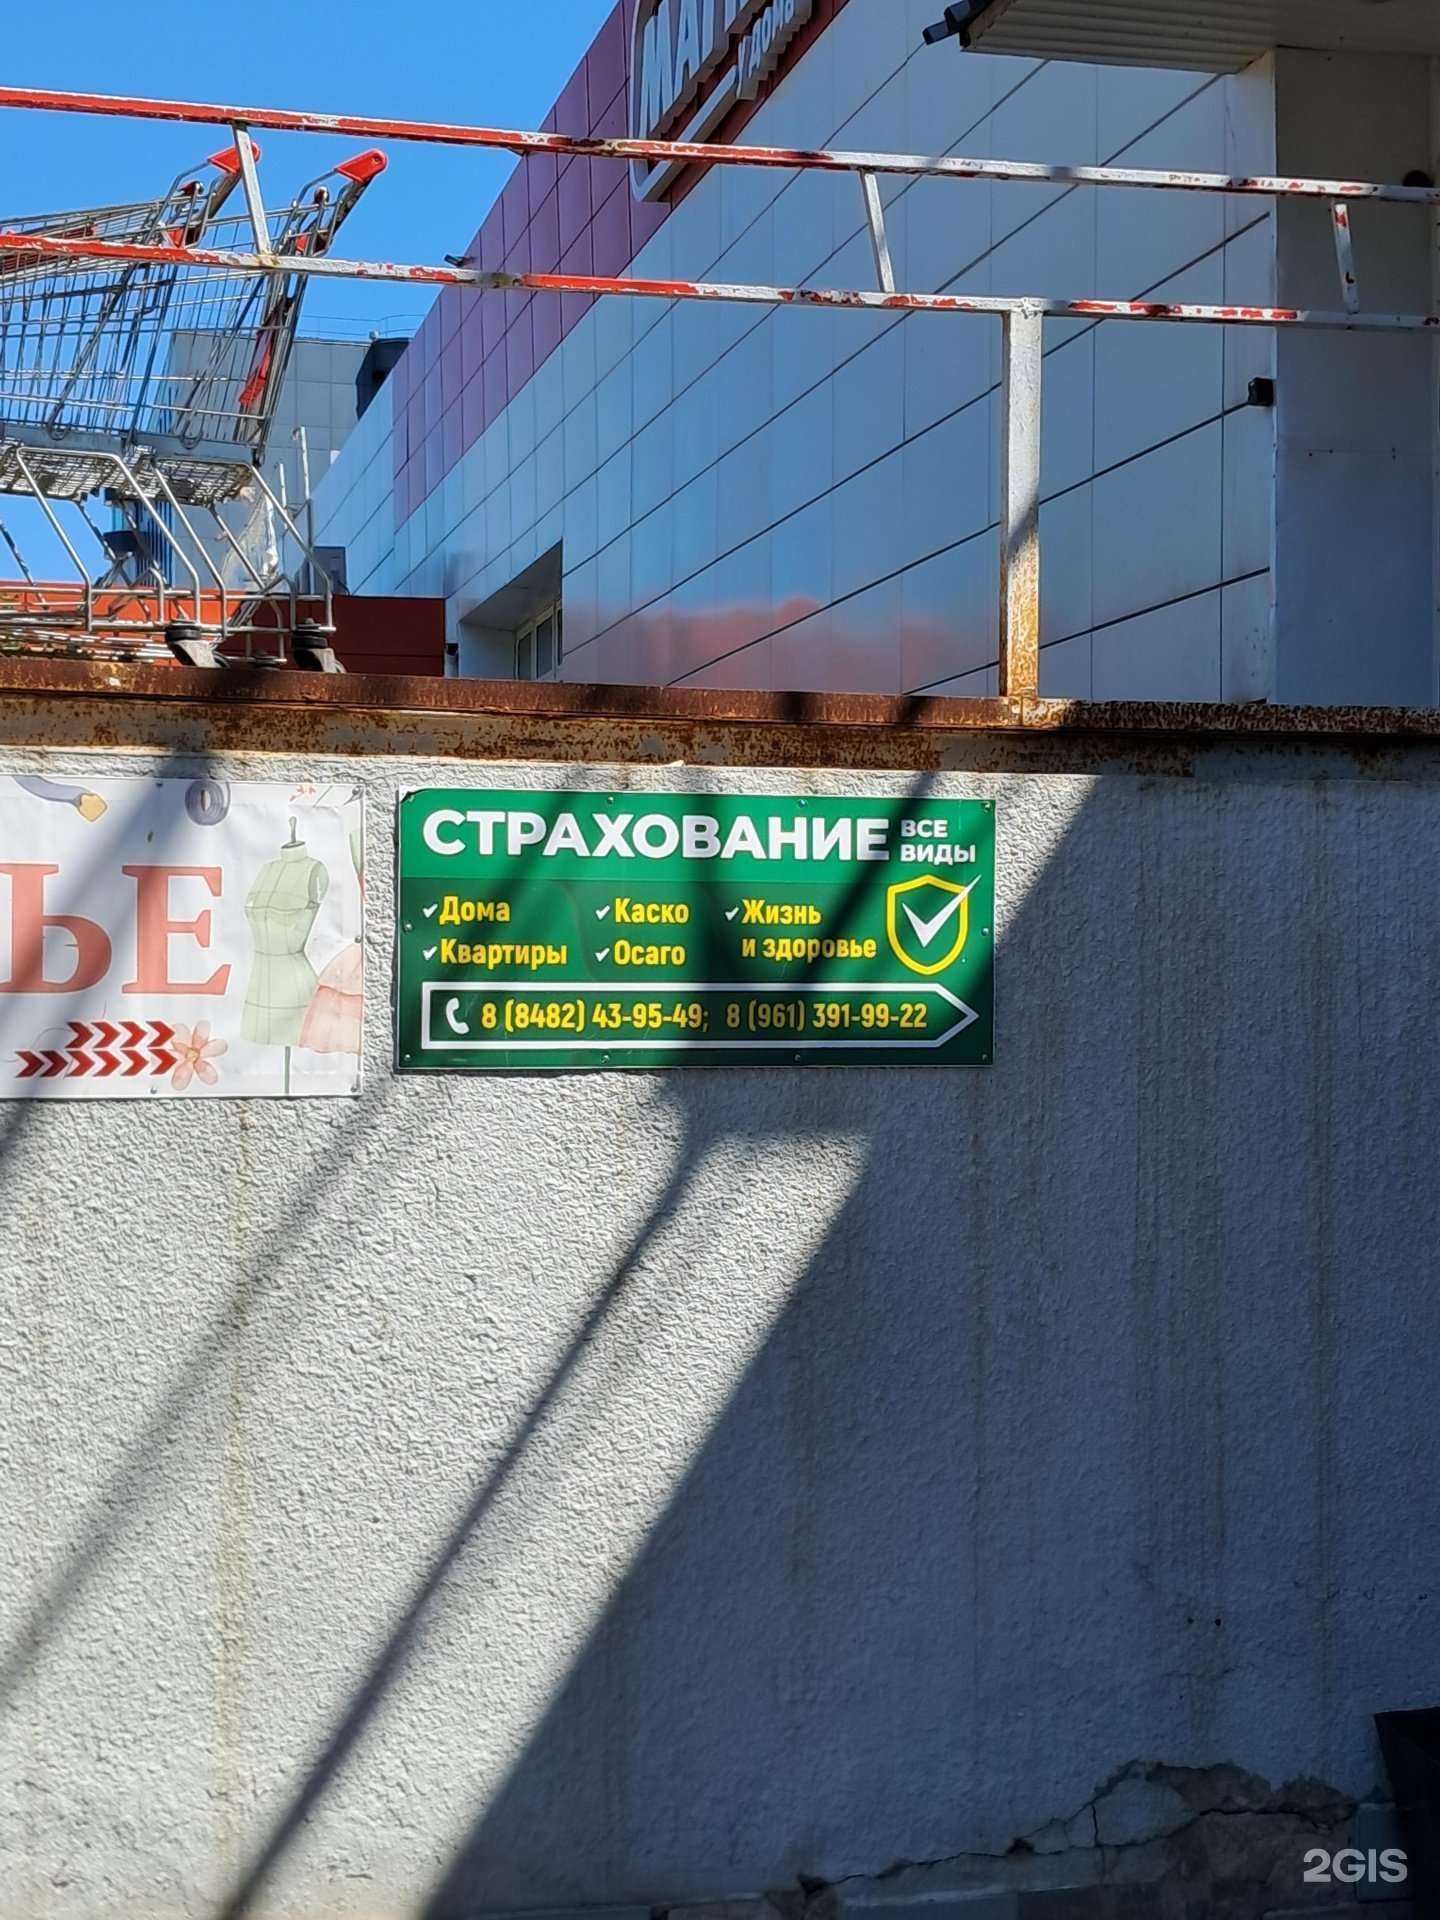 у дома
ЬЕ
СТРАХОВАНИЕ ВСЕ ВИДЫ
Дома Каско Жизнь
Квартиры Осаго и здоровье
8 (8482) 43-95-49; 8 (961) 391-99-22
2GIS